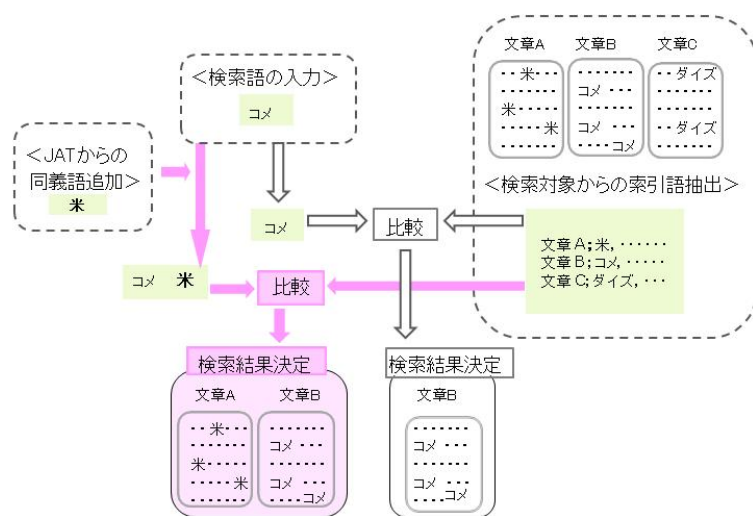 <検索語の入力>
コメ
<JATからの
同義語追加>
米
文章A
文章B
文章C
‥米‥‥
‥‥‥‥
米‥‥‥
‥‥‥米
‥‥‥‥
‥‥‥‥
コメ ‥‥
‥‥‥‥
コメ ‥‥
‥‥コメ
‥ダイズ
‥‥‥‥
‥‥‥‥
‥ダイズ
‥‥‥‥
<検索対象からの索引語抽出>
文章A;米,‥‥‥
文章B;コメ,‥‥‥
文章C;ダイズ,‥‥
コメ
比較
コメ 米
比較
検索結果決定
文章A
文章B
‥米‥‥
‥‥‥‥
米‥‥‥
‥‥‥米
‥‥‥‥
‥‥‥‥
コメ ‥‥
‥‥‥‥
コメ ‥‥
‥‥コメ
検索結果決定
文章B
‥‥‥‥
コメ ‥‥
‥‥‥‥
コメ ‥‥
‥‥コメ